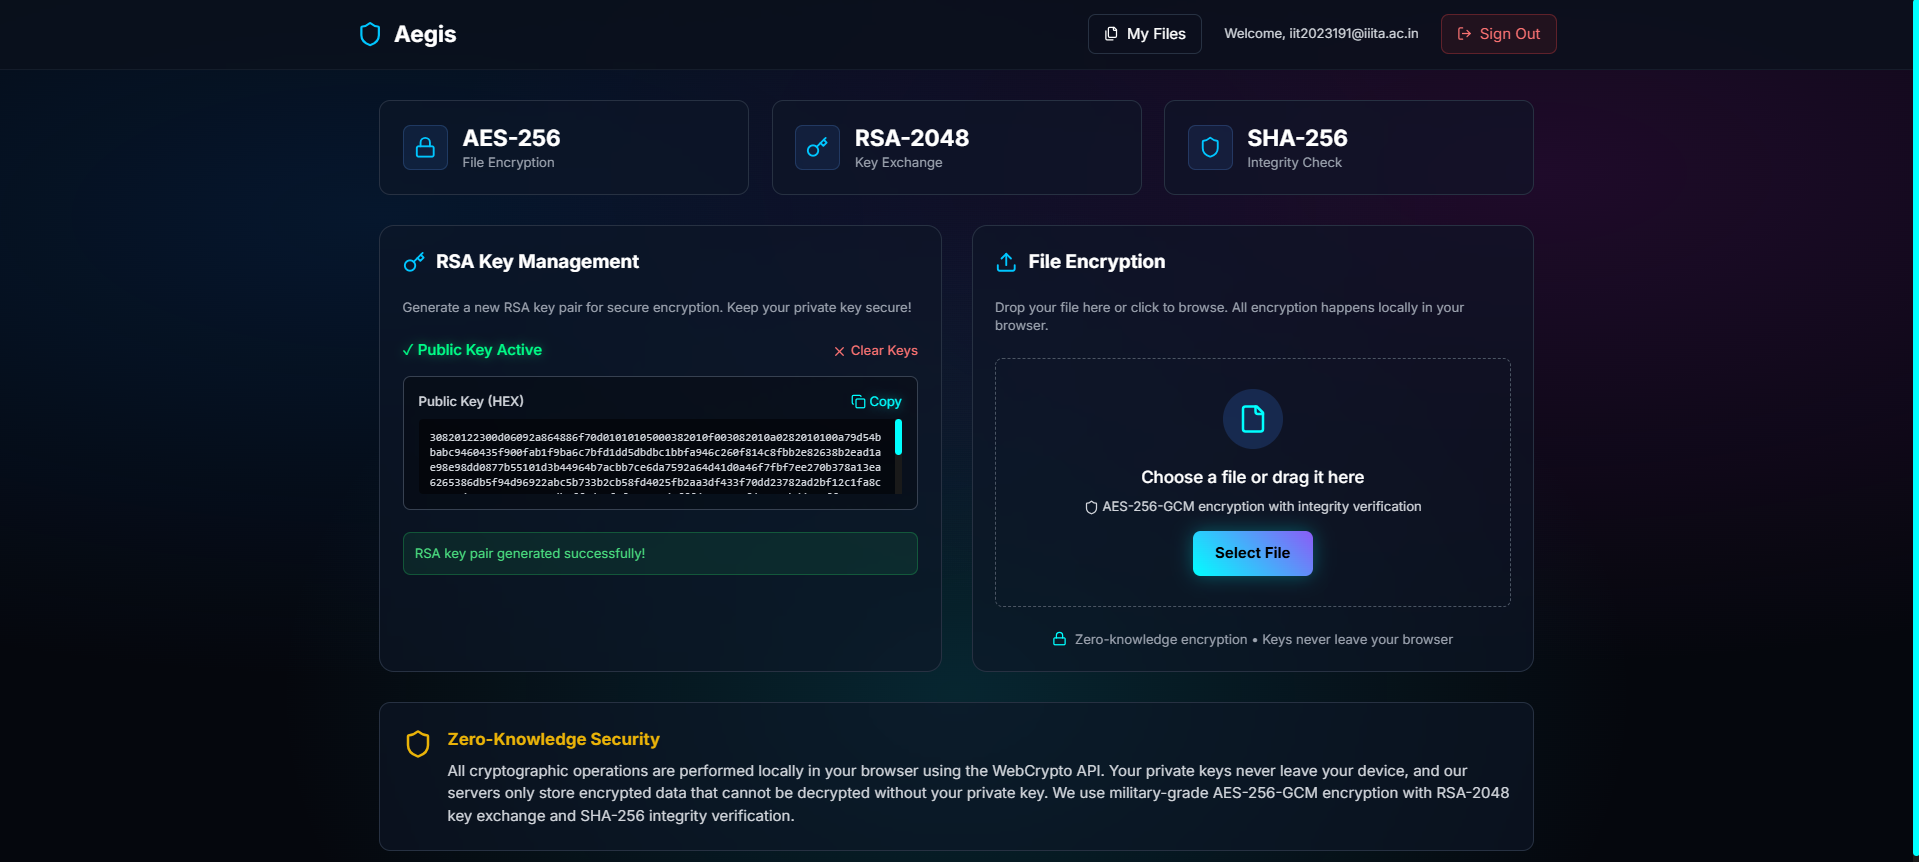 Aegis
My Files
Welcome, iit2023191@iiita.ac.in
Sign Out
AES-256
File Encryption
RSA-2048
Key Exchange
SHA-256
Integrity Check
RSA Key Management
Generate a new RSA key pair for secure encryption. Keep your private key secure!
✓ Public Key Active
Clear Keys
Public Key (HEX)
Copy
30820122300d06092a864886f70d01010105000382010f003082010a0282010100a79d54b
babc9460435f900fab1f9ba6c7bfd1dd5dbdbc1bbfa946c260f814c8fbb2e82638b2ead1a
e98e98dd0877b55101d3b44964b7acbb7ce6da7592a64d41d0a46f7fbf7ee270b378a13ea
6265386db5f94d96922abc5b733b2cb58fd4025fb2aa3df433f70dd23782ad2bf12c1fa8c
RSA key pair generated successfully!
File Encryption
Drop your file here or click to browse. All encryption happens locally in your
browser.
Choose a file or drag it here
AES-256-GCM encryption with integrity verification
Select File
Zero-knowledge encryption • Keys never leave your browser
Zero-Knowledge Security
All cryptographic operations are performed locally in your browser using the WebCrypto API. Your private keys never leave your device, and our
servers only store encrypted data that cannot be decrypted without your private key. We use military-grade AES-256-GCM encryption with RSA-2048
key exchange and SHA-256 integrity verification.